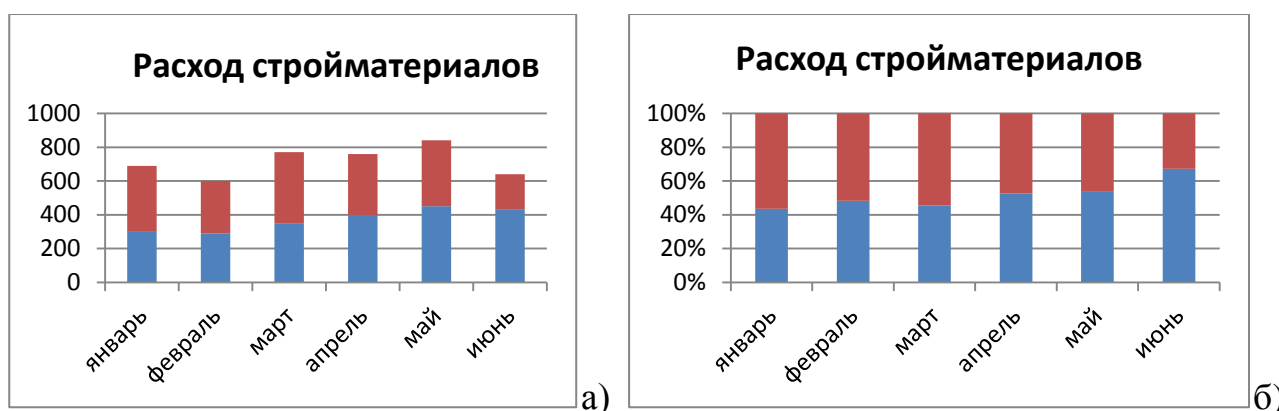 Расход стройматериалов
1000
800
600
400
200
0
январь
февраль
март
апрель
май
июнь
а)
Расход стройматериалов
100%
80%
60%
40%
20%
0%
январь
февраль
март
апрель
май
июнь
б)